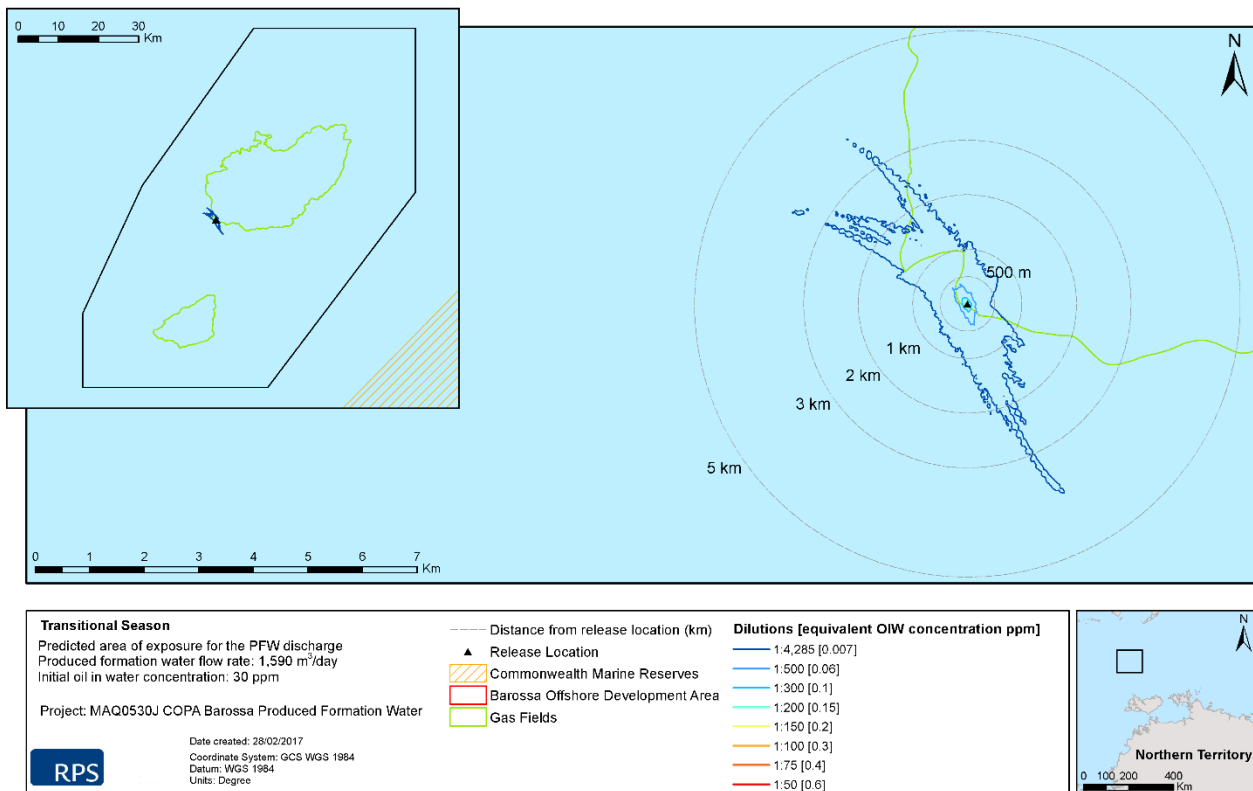 0 10 20 30
Km
N
500 m
1 km
2 km
3 km
5 km
0 1 2 3 4 5 6 7
Km
Transitional Season
Predicted area of exposure for the PFW discharge
Produced formation water flow rate: 1,590 m³/day
Initial oil in water concentration: 30 ppm
Project: MAQ0530J COPA Barossa Produced Formation Water
RPS
Date created: 28/02/2017
Coordinate System: GCS WGS 1984
Datum: WGS 1984
Units: Degree
Distance from release location (km)
Release Location
Commonwealth Marine Reserves
Barossa Offshore Development Area
Gas Fields
Dilutions [equivalent OIW concentration ppm]
1:4,285 [0.007]
1:500 [0.06]
1:300 [0.1]
1:200 [0.15]
1:150 [0.2]
1:100 [0.3]
1:75 [0.4]
1:50 [0.6]
N
Northern Territory
0 100 200 400
Km